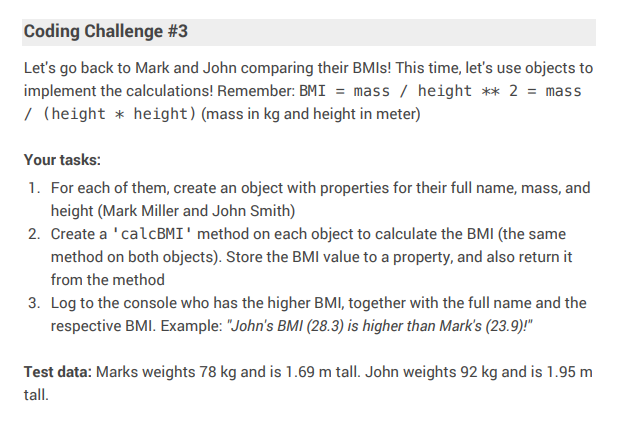 Coding Challenge #3
Let's go back to Mark and John comparing their BMIs! This time, let's use objects to
implement the calculations! Remember: BMI = mass / height ** 2 = mass
/ (height * height) (mass in kg and height in meter)
Your tasks:
1. For each of them, create an object with properties for their full name, mass, and
height (Mark Miller and John Smith)
2. Create a 'calcBMI' method on each object to calculate the BMI (the same
method on both objects). Store the BMI value to a property, and also return it
from the method
3. Log to the console who has the higher BMI, together with the full name and the
respective BMI. Example: "John's BMI (28.3) is higher than Mark's (23.9)!"
Test data: Marks weights 78 kg and is 1.69 m tall. John weights 92 kg and is 1.95 m
tall.